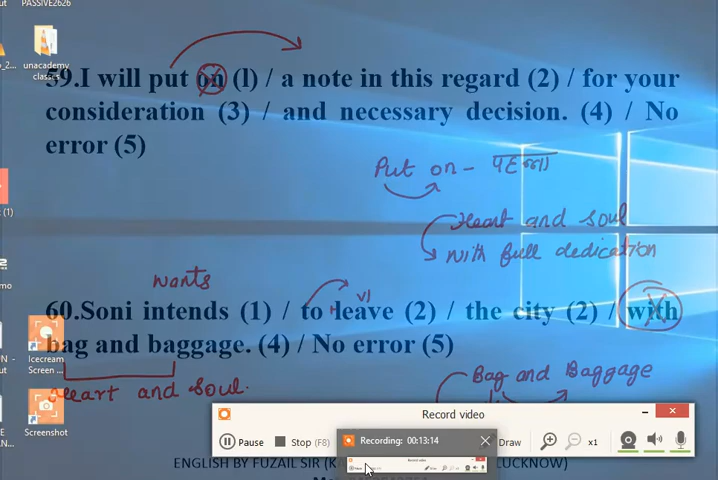 ut
PASSIVE2626
y_2...
unacademy
classes
59.I will put on (l) / a note in this regard (2) / for your
consideration (3) / and necessary decision. (4) / No
error (5)
Put on - पहनना
t (1)
Heart and Soul
with full dedication
wants
mo
v1
60.Soni intends (1) / to leave (2) / the city (2) / with
bag and baggage. (4) / No error (5)
Icecream
Screen ...
Bag and Baggage
Heart and Soul.
Record video
Pause
Stop (F8)
Recording: 00:13:14
Draw
x1
Screenshot
ENGLISH BY FUZAIL SIR
LUCKNOW)